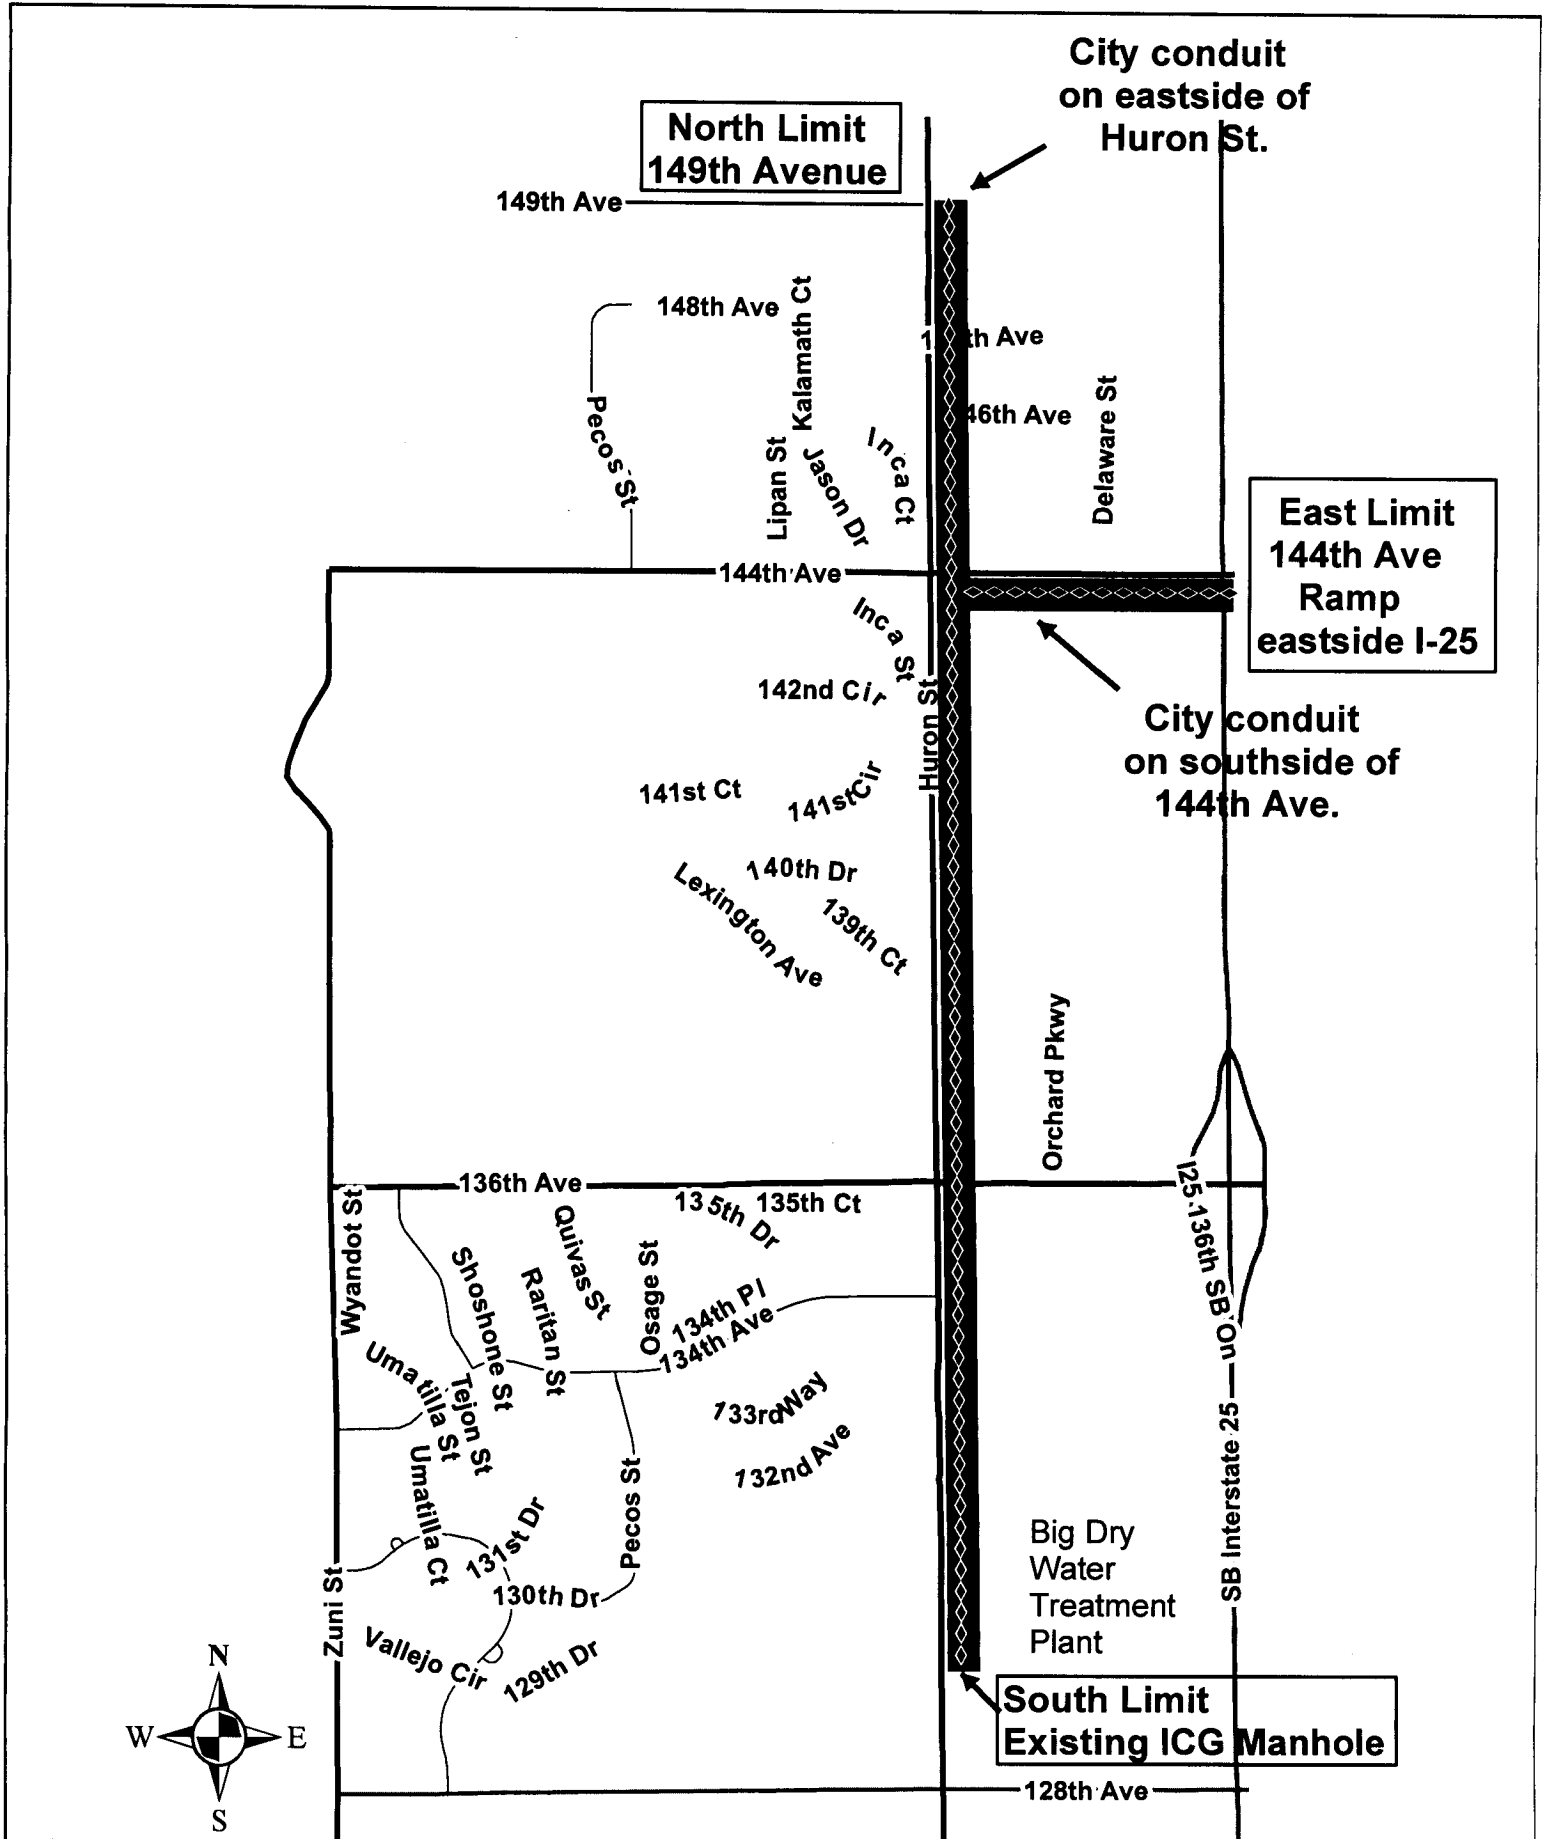 City conduit
on eastside of
Huron St.
North Limit
149th Avenue
149th Ave
148th Ave
Kalamath Ct
th Ave
46th Ave
Pecos St
Lipan St
Jason Dr
Inca Ct
Delaware St
East Limit
144th Ave
Ramp
eastside I-25
144th Ave
Inca St
142nd Cir
Huron St
City conduit
on southside of
144th Ave.
141st Ct
141st Cir
140th Dr
Lexington Ave
139th Ct
Orchard Pkwy
136th Ave
135th Dr
135th Ct
I25.136th SB On
Wyandot St
Shoshone St
Raritan St
Quivas St
Osage St
134th Pl
134th Ave
Umatilla St
Tejon St
133rd Way
132nd Ave
Umatilla Ct
131st Dr
Pecos St
130th Dr
SB Interstate 25
Big Dry
Water
Treatment
Plant
Zuni St
Vallejo Cir
129th Dr
South Limit
Existing ICG Manhole
128th Ave
N
W
E
S